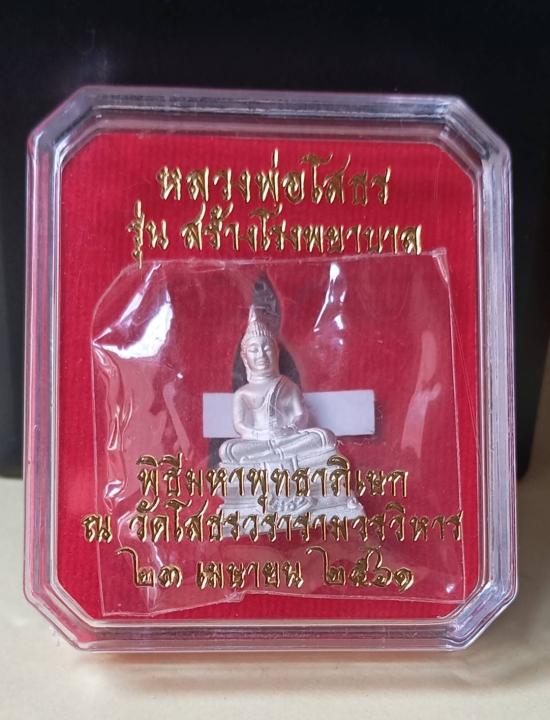 หลวงพ่อโสธร
รุ่น สร้างโรงพยาบาล
พิธีมหาพุทธาภิเษก
ณ วัดโสธรวรารามวรวิหาร
๒๓ เมษายน ๒๕๖๑